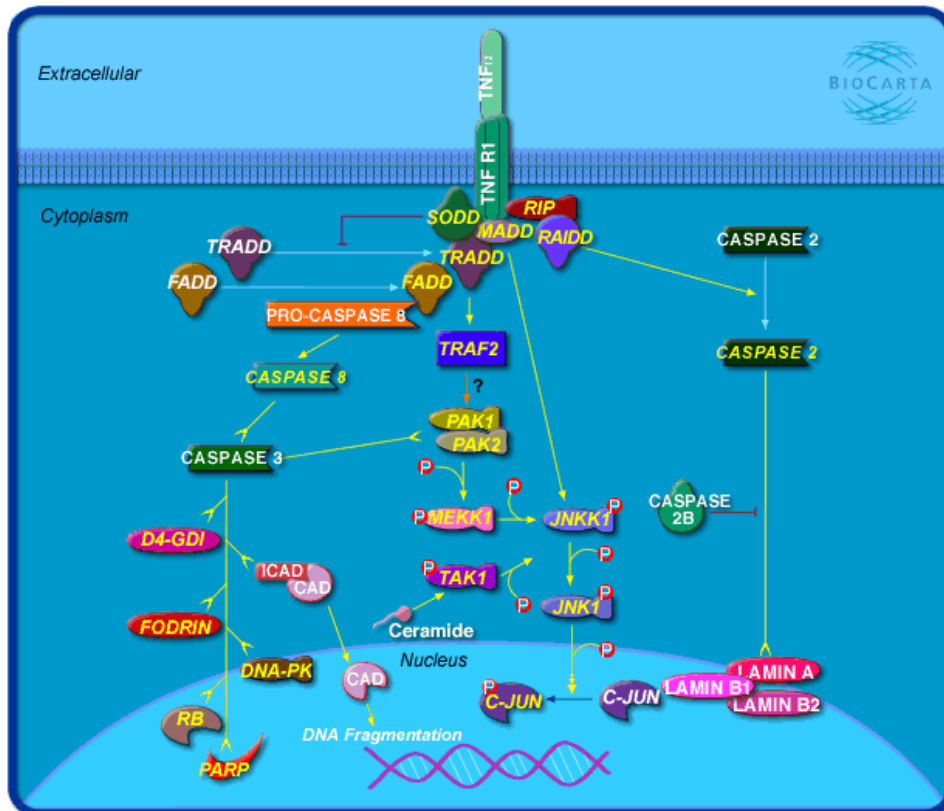 Extracellular
TNFα
BIOCARTA
TNF R1
Cytoplasm
SODD
RIP
MADD
RAIDD
TRADD
TRADD
CASPASE 2
FADD
FADD
PRO-CASPASE 8
TRAF2
CASPASE 2
CASPASE 8
?
PAK1
PAK2
CASPASE 3
P
P
CASPASE
2B
P
MEKK1
JNKK1
P
D4-GDI
ICAD
CAD
P
TAK1
P
P
P
JNK1
FODRIN
Ceramide
Nucleus
P
DNA-PK
CAD
LAMIN A
LAMIN B1
P
C-JUN
C-JUN
LAMIN B2
RB
DNA Fragmentation
PARP